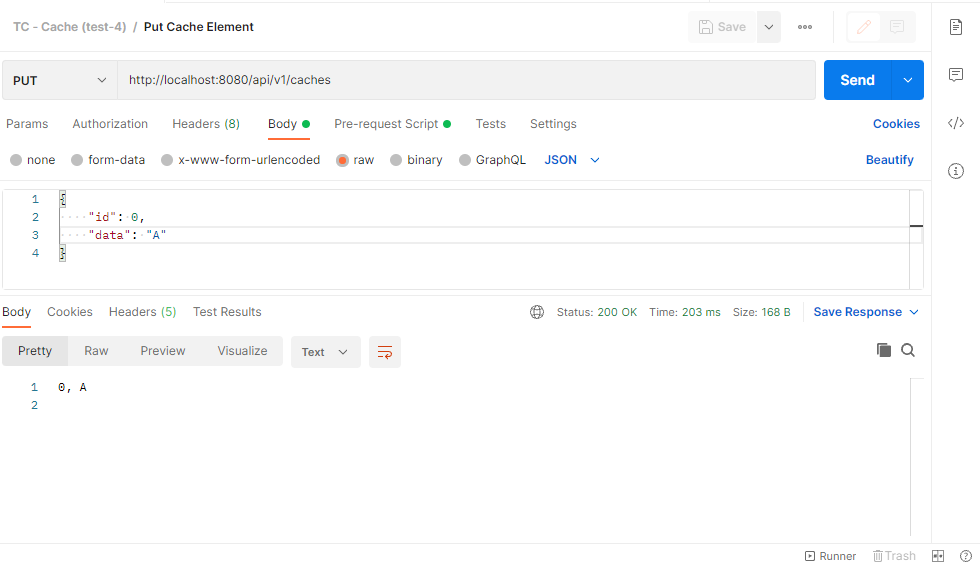 TC - Cache (test-4) / Put Cache Element
Save
PUT http://localhost:8080/api/v1/caches Send
Params Authorization Headers (8) Body Pre-request Script Tests Settings Cookies
none form-data x-www-form-urlencoded raw binary GraphQL JSON Beautify
1 {
2 "id": 0,
3 "data": "A"
4 }
Body Cookies Headers (5) Test Results Status: 200 OK Time: 203 ms Size: 168 B Save Response
Pretty Raw Preview Visualize Text
1 0, A
2
Runner Trash